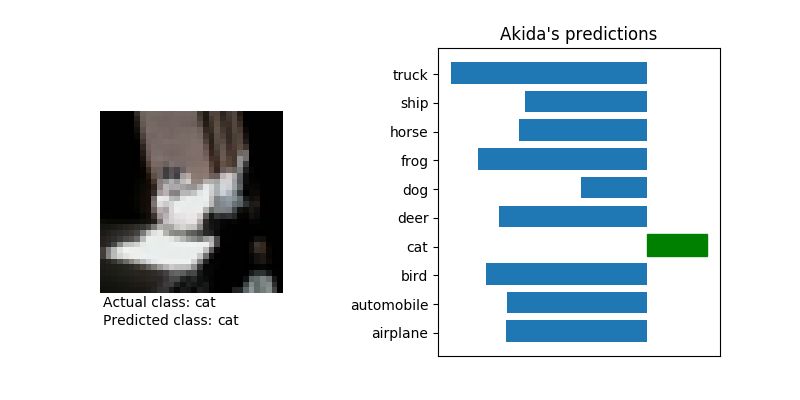 Akida's predictions
truck
ship
horse
frog
dog
deer
cat
bird
automobile
airplane
Actual class: cat
Predicted class: cat